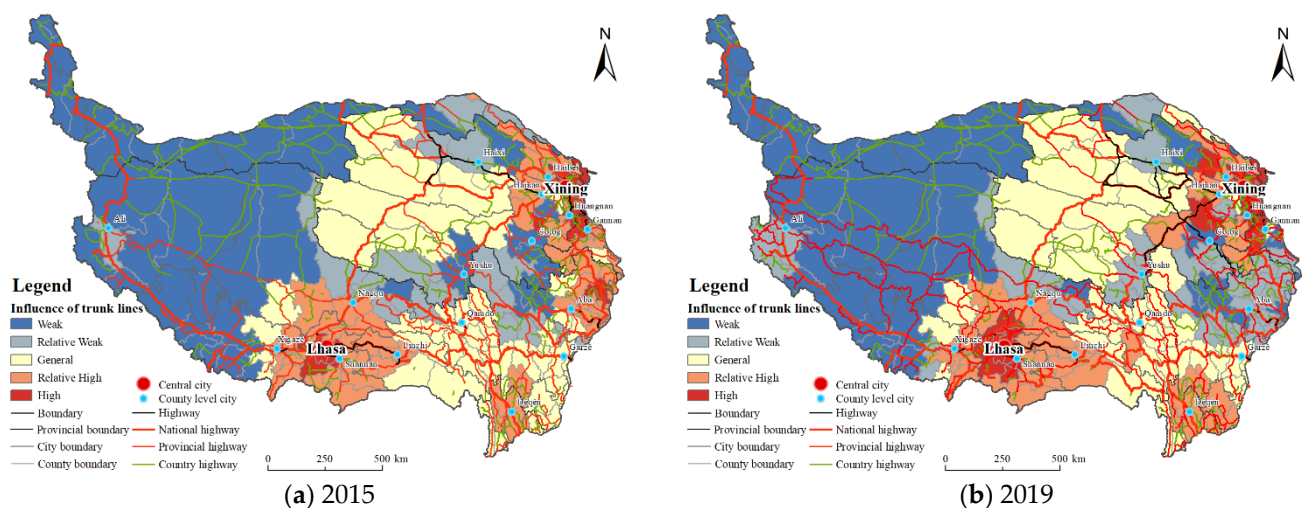 N
Haixi
Haibei
Hainan
Xining
Huangnan
Gannan
Golog
Ali
Yushu
Nagqu
Aba
Qamdo
Xigaze
Lhasa
Linzhi
Shannan
Garze
Deqen
Legend
Influence of trunk lines
Weak
Relative Weak
General
Relative High
High
Central city
County level city
Boundary
Highway
Provincial boundary
National highway
City boundary
Provincial highway
County boundary
Country highway
0 250 500 km
(a) 2015
N
Haixi
Haibei
Hainan
Xining
Huangnan
Gannan
Golog
Ali
Yushu
Nagqu
Aba
Qamdo
Xigaze
Lhasa
Linzhi
Shannan
Garze
Deqen
Legend
Influence of trunk lines
Weak
Relative Weak
General
Relative High
High
Central city
County level city
Boundary
Highway
Provincial boundary
National highway
City boundary
Provincial highway
County boundary
Country highway
0 250 500 km
(b) 2019